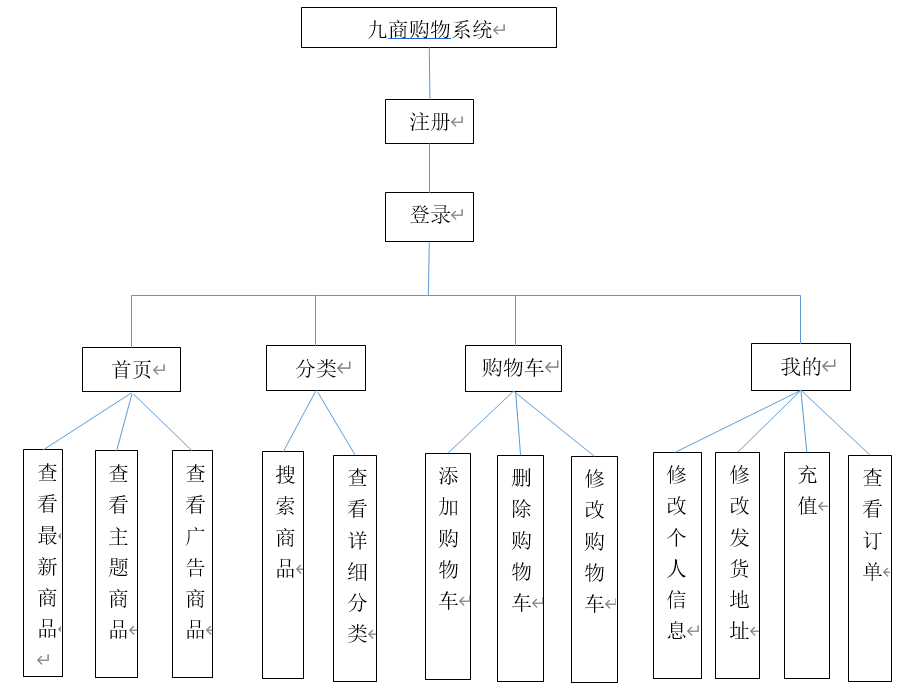 九商购物系统
注册
登录
首页
分类
购物车
我的
查看最新商品
查看主题商品
查看广告商品
搜索商品
查看详细分类
添加购物车
删除购物车
修改购物车
修改个人信息
修改发货地址
充值
查看订单